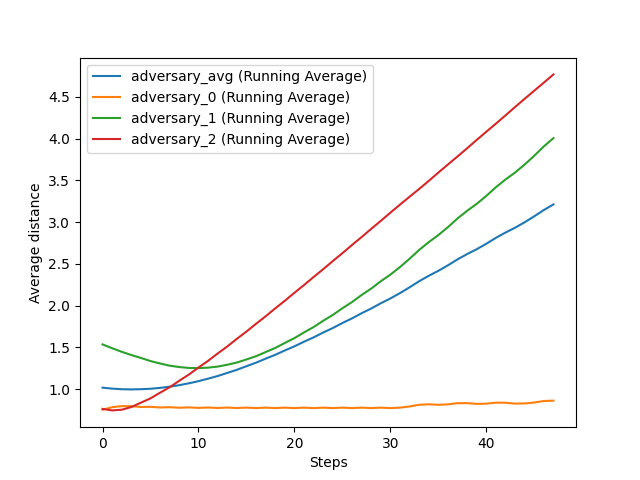 adversary_avg (Running Average)
adversary_0 (Running Average)
adversary_1 (Running Average)
adversary_2 (Running Average)
4.5
4.0
3.5
3.0
2.5
2.0
1.5
1.0
Average distance
0 10 20 30 40
Steps